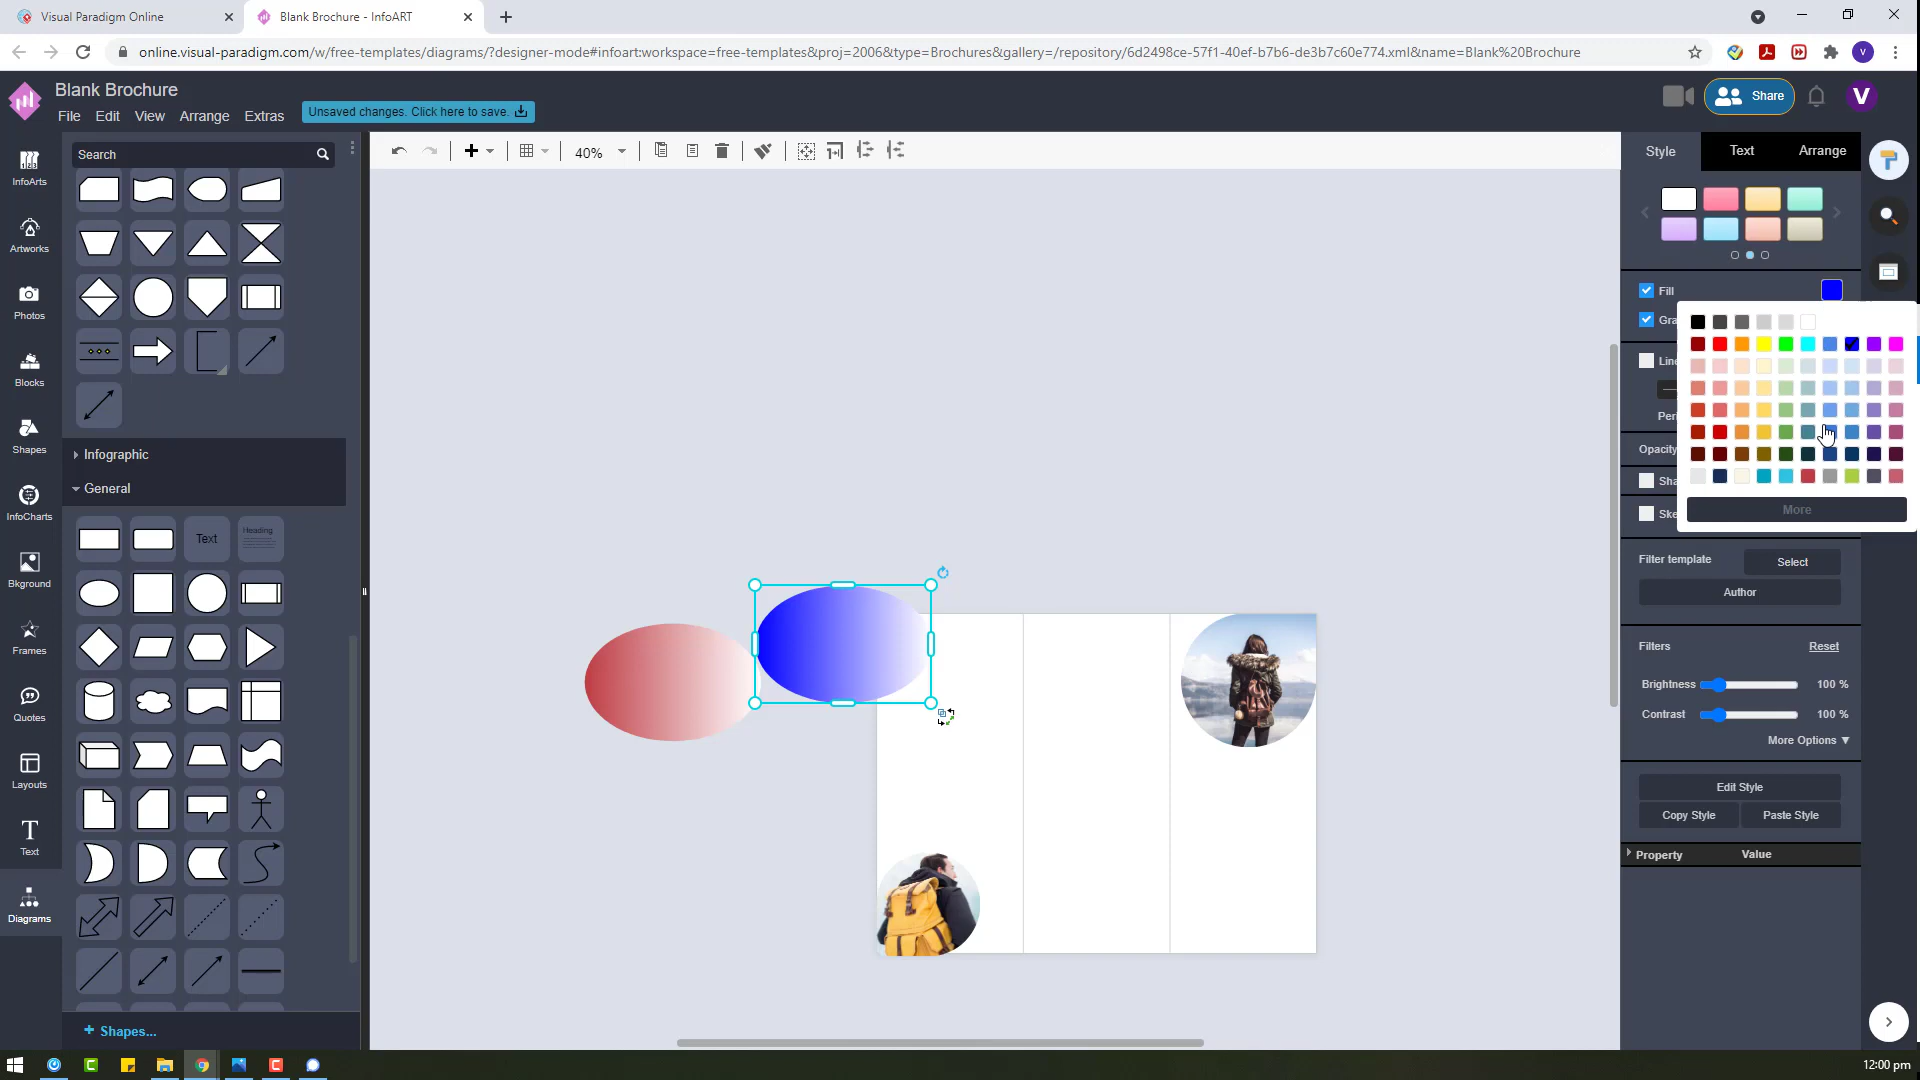 Visual Paradigm Online
Blank Brochure - InfoART
online.visual-paradigm.com/w/free-templates/diagrams/?designer-mode#infoart:workspace=free-templates&proj=2006&type=Brochures&gallery=/repository/6d2498ce-57f1-40ef-b7b6-de3b7c60e774.xml&name=Blank%20Brochure
V
Blank Brochure
File Edit View Arrange Extras
Unsaved changes. Click here to save.
Share
V
InfoArts
Artworks
Photos
Blocks
Shapes
InfoCharts
Bkground
Frames
Quotes
Layouts
T
Text
Diagrams
Search
Infographic
General
Text
Heading
+ Shapes...
40%
Style Text Arrange
Fill
Gra
Line
Peri
Opacity
Sha
Ske
More
Filter template Select
Author
Filters Reset
Brightness 100 %
Contrast 100 %
More Options ▼
Edit Style
Copy Style Paste Style
Property Value
12:00 pm